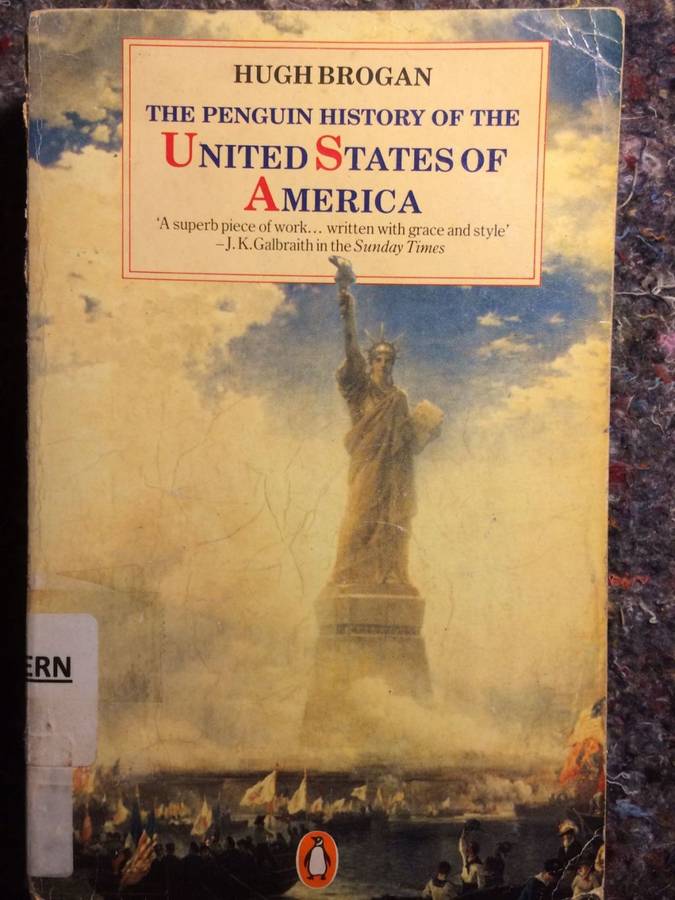 HUGH BROGAN
THE PENGUIN HISTORY OF THE
UNITED STATES OF
AMERICA
‘A superb piece of work... written with grace and style’
–J. K. Galbraith in the Sunday Times
ERN